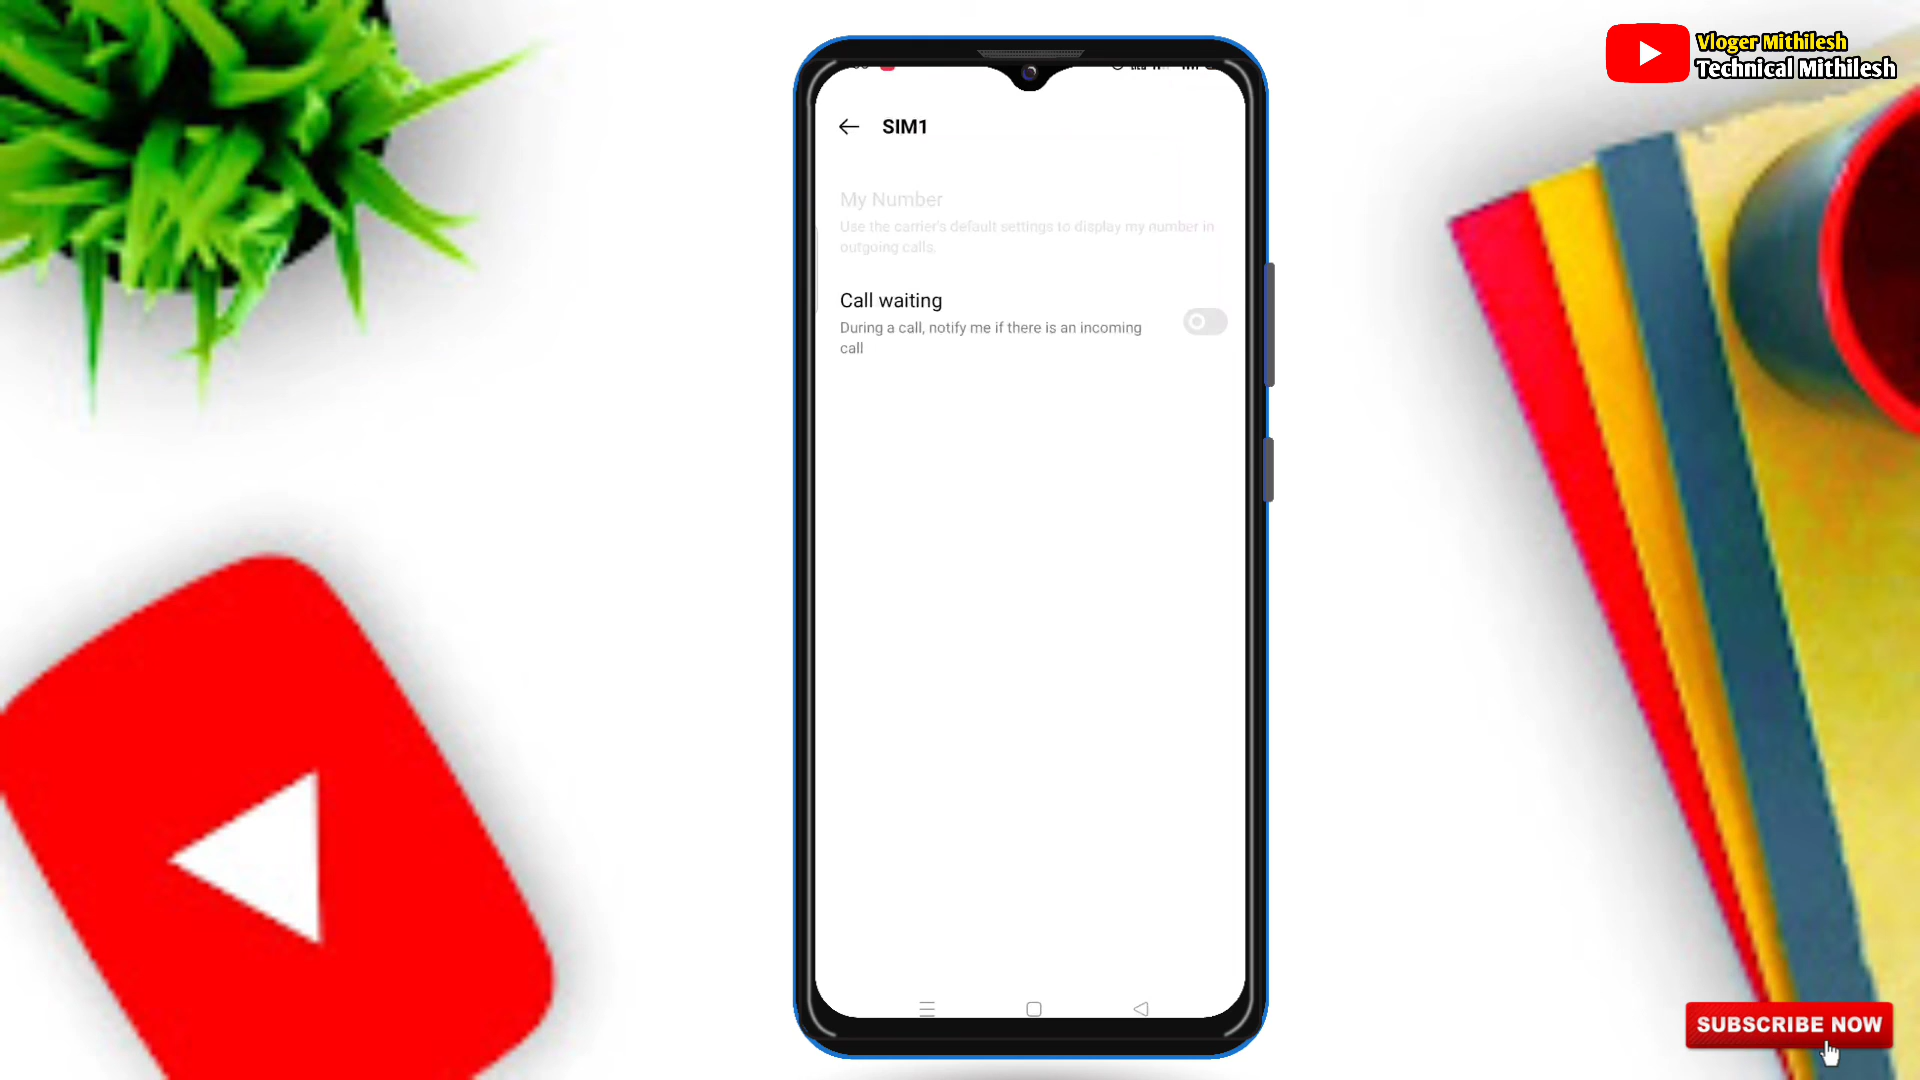 Vloger Mithilesh
Technical Mithilesh
SIM1
My Number
Use the carrier's default settings to display my number in
outgoing calls.
Call waiting
During a call, notify me if there is an incoming
call
SUBSCRIBE NOW